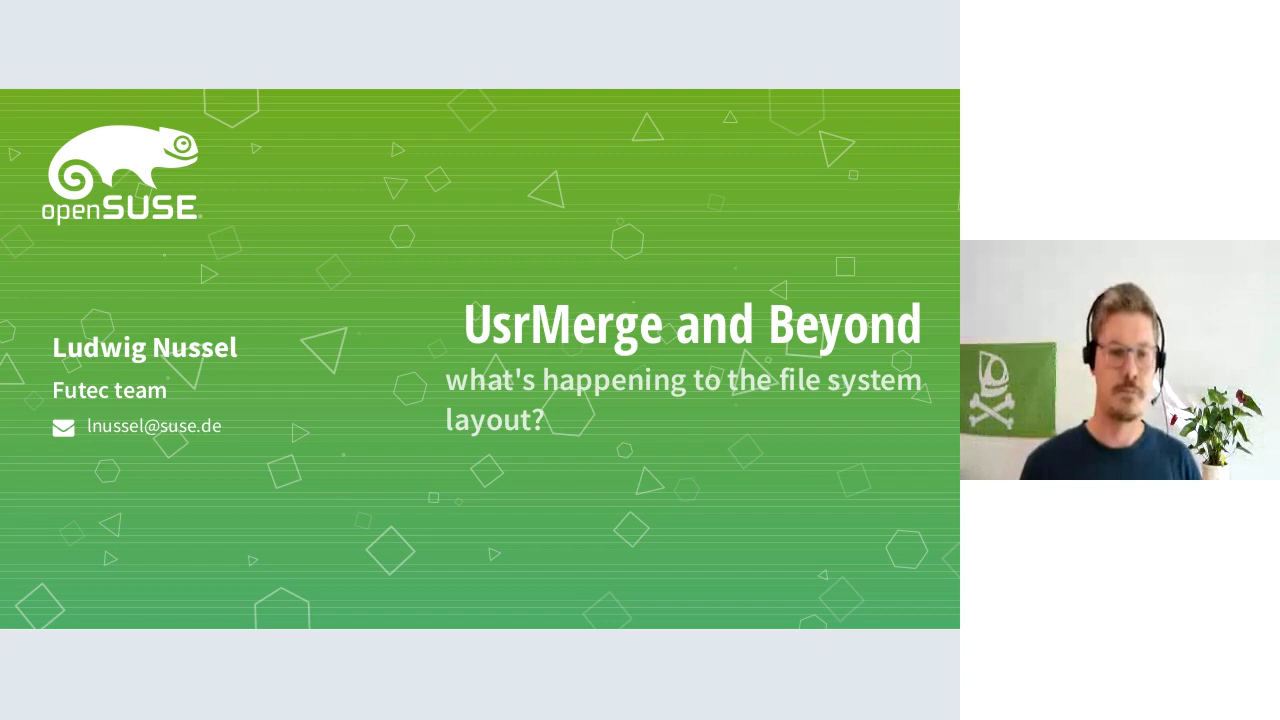 openSUSE
Ludwig Nussel
Futec team
lnussel@suse.de
UsrMerge and Beyond
what's happening to the file system
layout?